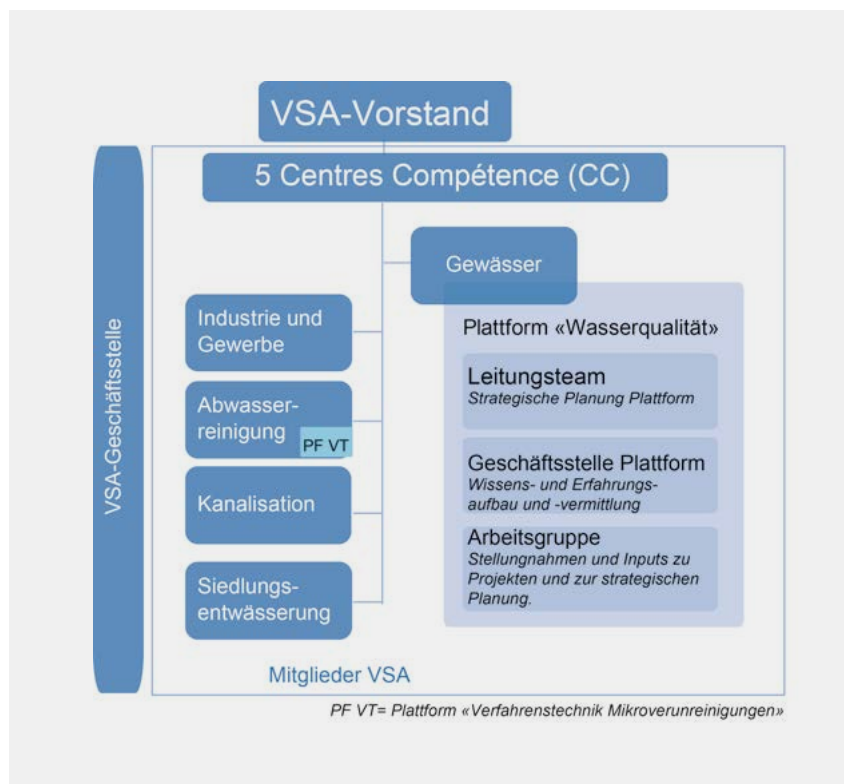 VSA-Vorstand
5 Centres Compétence (CC)
VSA-Geschäftsstelle
Gewässer
Industrie und
Gewerbe
Abwasser-
reinigung
PF VT
Kanalisation
Siedlungs-
entwässerung
Plattform «Wasserqualität»
Leitungsteam
Strategische Planung Plattform
Geschäftsstelle Plattform
Wissens- und Erfahrungs-
aufbau und -vermittlung
Arbeitsgruppe
Stellungnahmen und Inputs zu
Projekten und zur strategischen
Planung.
Mitglieder VSA
PF VT= Plattform «Verfahrenstechnik Mikroverunreinigungen»